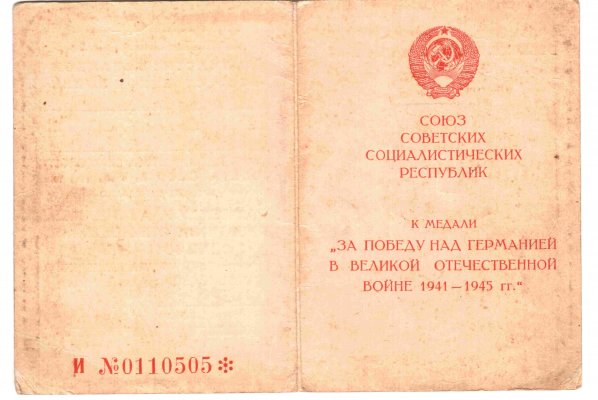 И №0110505 *
СОЮЗ
СОВЕТСКИХ
СОЦИАЛИСТИЧЕСКИХ
РЕСПУБЛИК
К МЕДАЛИ
„ЗА ПОБЕДУ НАД ГЕРМАНИЕЙ
В ВЕЛИКОЙ ОТЕЧЕСТВЕННОЙ
ВОЙНЕ 1941—1945 гг.“